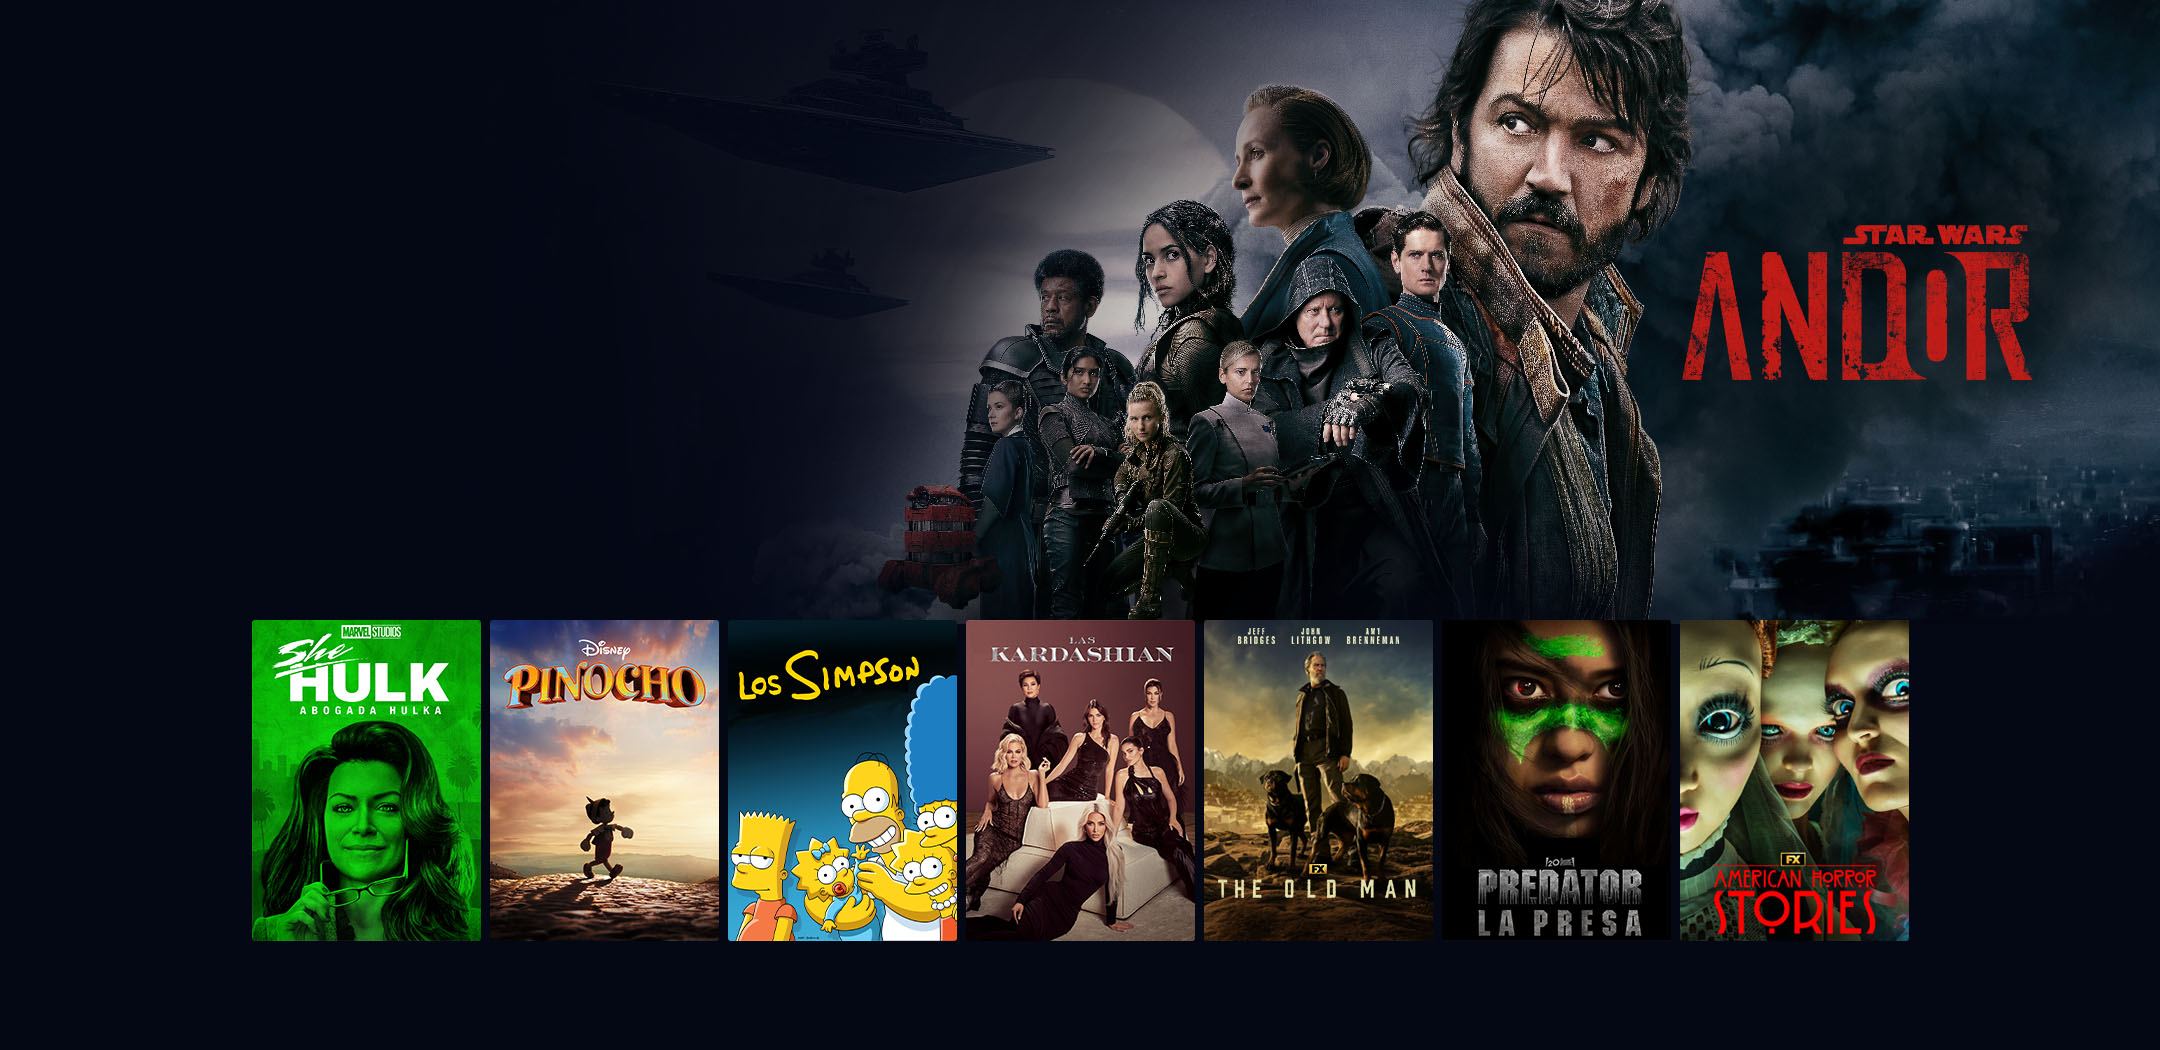 STAR WARS
ANDOR
MARVEL STUDIOS
She
HULK
ABOGADA HULKA
Disney
PINOCHO
LOS SIMPSON
LAS
KARDASHIAN
JEFF BRIDGES
JOHN LITHGOW
AMY BRENNEMAN
FX
THE OLD MAN
PREDATOR
LA PRESA
FX
AMERICAN HORROR
STORIES